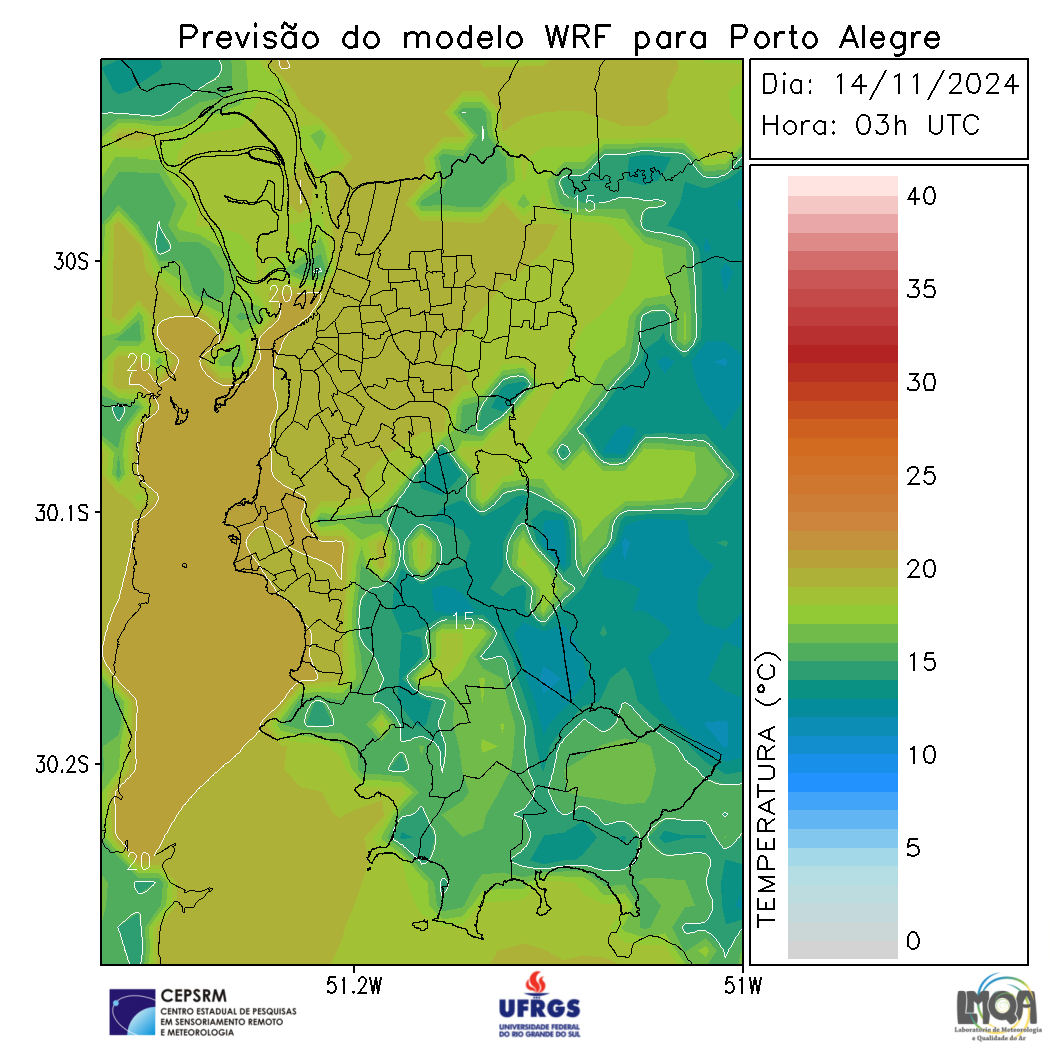 Previsão do modelo WRF para Porto Alegre
Dia: 14/11/2024
Hora: 03h UTC
30S
30.1S
30.2S
51.2W
51W
15
20
20
15
20
TEMPERATURA (°C)
40
35
30
25
20
15
10
5
0
CEPSRM
CENTRO ESTADUAL DE PESQUISAS
EM SENSORIAMENTO REMOTO
E METEOROLOGIA
UFRGS
UNIVERSIDADE FEDERAL
DO RIO GRANDE DO SUL
LMQA
Laboratório de Meteorologia
e Qualidade do Ar